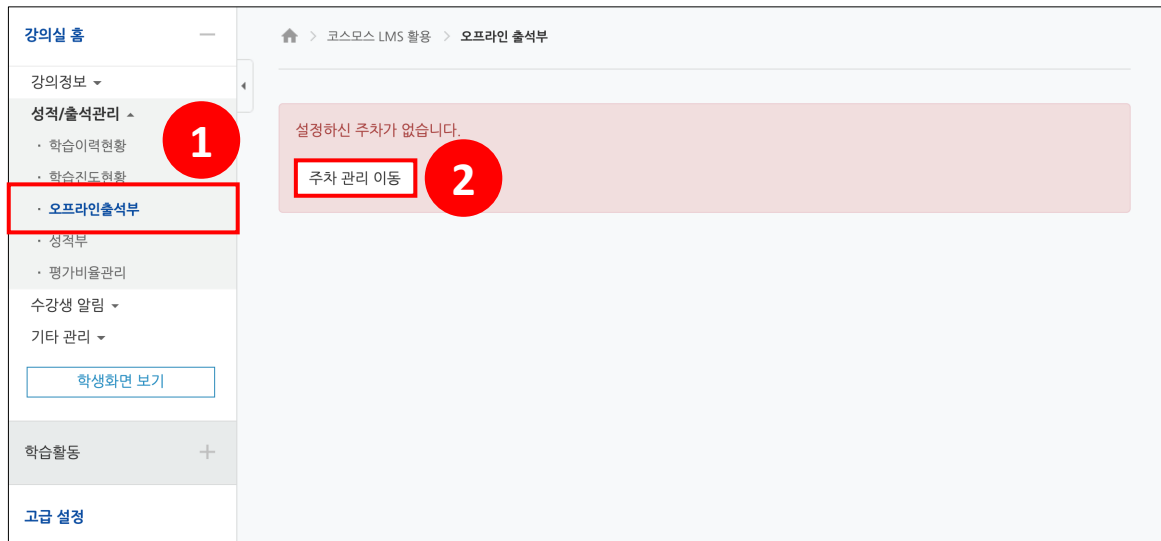 강의실 홈
코스모스 LMS 활용 > 오프라인 출석부
강의정보
성적/출석관리
· 학습이력현황
· 학습진도현황
· 오프라인출석부
· 성적부
· 평가비율관리
수강생 알림
기타 관리
학생화면 보기
학습활동
고급 설정
1
설정하신 주차가 없습니다.
주차 관리 이동
2